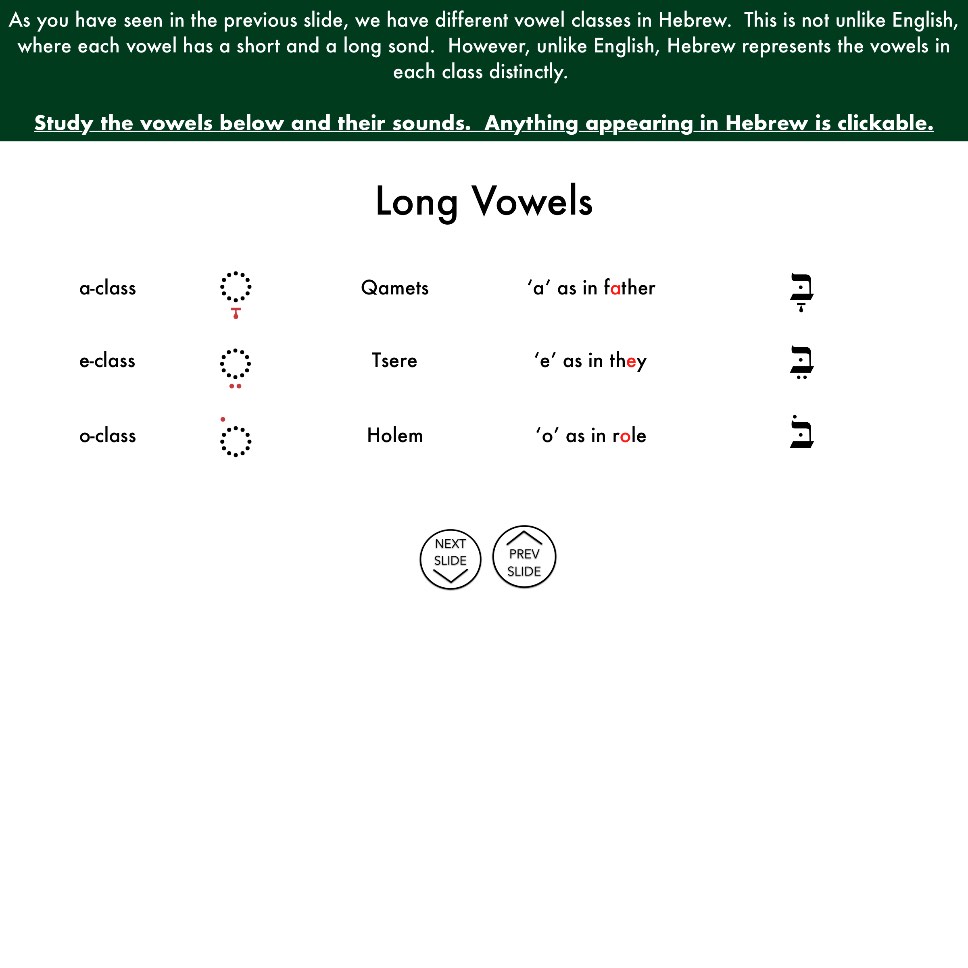 As you have seen in the previous slide, we have different vowel classes in Hebrew.  This is not unlike English,
where each vowel has a short and a long sond.  However, unlike English, Hebrew represents the vowels in
each class distinctly.
Study the vowels below and their sounds.  Anything appearing in Hebrew is clickable.
Long Vowels
a-class ◌ָ Qamets ‘a’ as in father בָּ
e-class ◌ֵ Tsere ‘e’ as in they בֵּ
o-class ◌ֹ Holem ‘o’ as in role בֹּ
NEXT
SLIDE
PREV
SLIDE